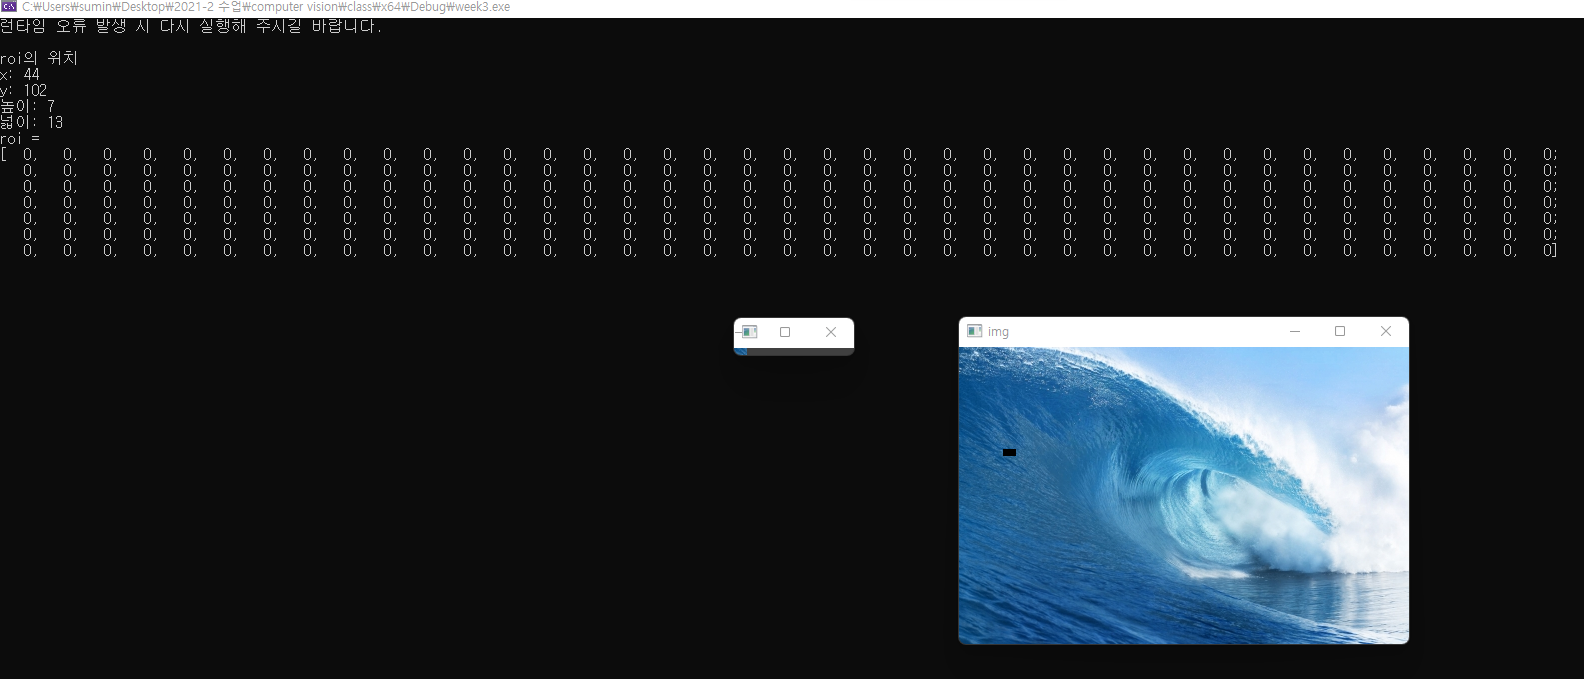 C:\Users\sumin\Desktop\2021-2 수업\computer vision\class\x64\Debug\week3.exe
런타임 오류 발생 시 다시 실행해 주시길 바랍니다.
roi의 위치
x: 44
y: 102
높이: 7
넓이: 13
roi =
[  0,   0,   0,   0,   0,   0,   0,   0,   0,   0,   0,   0,   0,   0,   0,   0,   0,   0,   0,   0,   0,   0,   0,   0,   0,   0,   0,   0,   0,   0,   0,   0,   0,   0,   0,   0,   0,   0,   0;
   0,   0,   0,   0,   0,   0,   0,   0,   0,   0,   0,   0,   0,   0,   0,   0,   0,   0,   0,   0,   0,   0,   0,   0,   0,   0,   0,   0,   0,   0,   0,   0,   0,   0,   0,   0,   0,   0,   0;
   0,   0,   0,   0,   0,   0,   0,   0,   0,   0,   0,   0,   0,   0,   0,   0,   0,   0,   0,   0,   0,   0,   0,   0,   0,   0,   0,   0,   0,   0,   0,   0,   0,   0,   0,   0,   0,   0,   0;
   0,   0,   0,   0,   0,   0,   0,   0,   0,   0,   0,   0,   0,   0,   0,   0,   0,   0,   0,   0,   0,   0,   0,   0,   0,   0,   0,   0,   0,   0,   0,   0,   0,   0,   0,   0,   0,   0,   0;
   0,   0,   0,   0,   0,   0,   0,   0,   0,   0,   0,   0,   0,   0,   0,   0,   0,   0,   0,   0,   0,   0,   0,   0,   0,   0,   0,   0,   0,   0,   0,   0,   0,   0,   0,   0,   0,   0,   0;
   0,   0,   0,   0,   0,   0,   0,   0,   0,   0,   0,   0,   0,   0,   0,   0,   0,   0,   0,   0,   0,   0,   0,   0,   0,   0,   0,   0,   0,   0,   0,   0,   0,   0,   0,   0,   0,   0,   0;
   0,   0,   0,   0,   0,   0,   0,   0,   0,   0,   0,   0,   0,   0,   0,   0,   0,   0,   0,   0,   0,   0,   0,   0,   0,   0,   0,   0,   0,   0,   0,   0,   0,   0,   0,   0,   0,   0,   0]
img